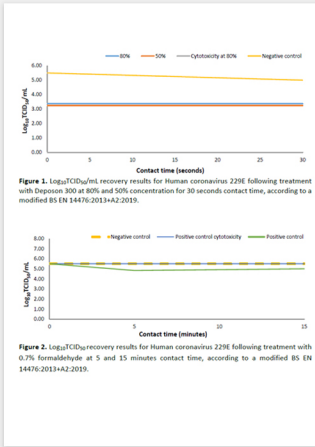 80% 50% Cytotoxicity at 80% Negative control
6.00
5.00
4.00
3.00
2.00
1.00
0.00
Log₁₀TCID₅₀/mL
0 5 10 15 20 25 30
Contact time (seconds)
Figure 1. Log₁₀TCID₅₀/mL recovery results for Human coronavirus 229E following treatment
with Deposon 300 at 80% and 50% concentration for 30 seconds contact time, according to a
modified BS EN 14476:2013+A2:2019.
Negative control Positive control cytotoxicity Positive control
8.00
7.00
6.00
5.00
4.00
3.00
2.00
1.00
0.00
Log₁₀TCID₅₀/mL
0 5 10 15
Contact time (minutes)
Figure 2. Log₁₀TCID₅₀ recovery results for Human coronavirus 229E following treatment with
0.7% formaldehyde at 5 and 15 minutes contact time, according to a modified BS EN
14476:2013+A2:2019.